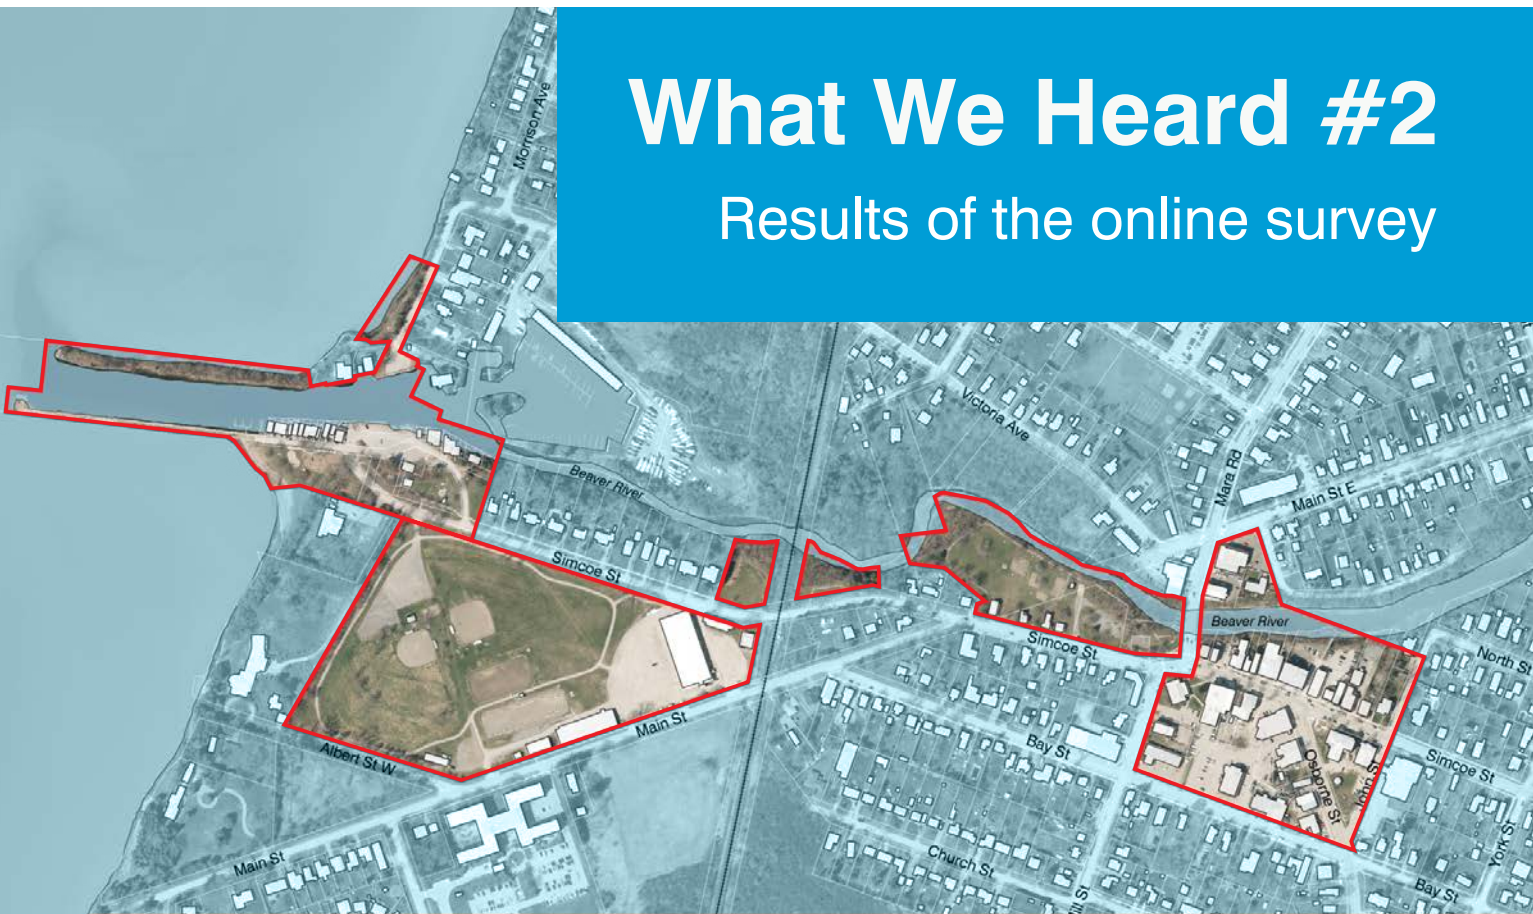 What We Heard #2
Results of the online survey
Morrison Ave
Victoria Ave
Mara Rd
Main St E
Beaver River
Simcoe St
Beaver River
Simcoe St
North St
Main St
Albert St W
Bay St
Osborne St
John St
Simcoe St
Main St
Church St
York St
Bay St